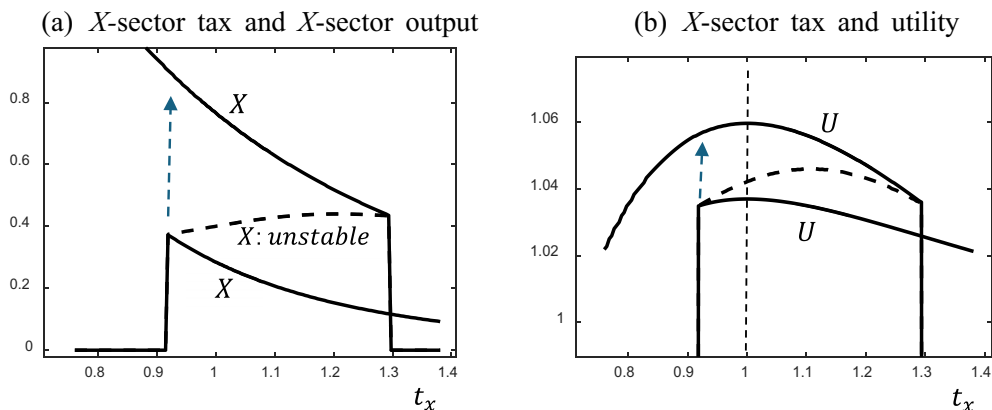 (a) X-sector tax and X-sector output
0.8
0.6
0.4
0.2
0
X
X: unstable
X
0.8 0.9 1 1.1 1.2 1.3 1.4
t_x
(b) X-sector tax and utility
1.06
1.04
1.02
1
U
U
0.8 0.9 1 1.1 1.2 1.3 1.4
t_x